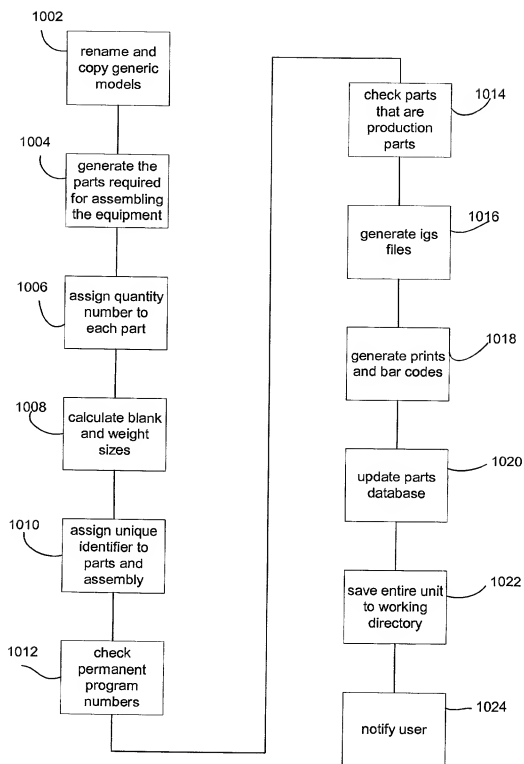 1002
rename and
copy generic
models
1004
generate the
parts required
for assembling
the equipment
1006
assign quantity
number to
each part
1008
calculate blank
and weight
sizes
1010
assign unique
identifier to
parts and
assembly
1012
check
permanent
program
numbers
1014
check parts
that are
production
parts
1016
generate igs
files
1018
generate prints
and bar codes
1020
update parts
database
1022
save entire unit
to working
directory
1024
notify user